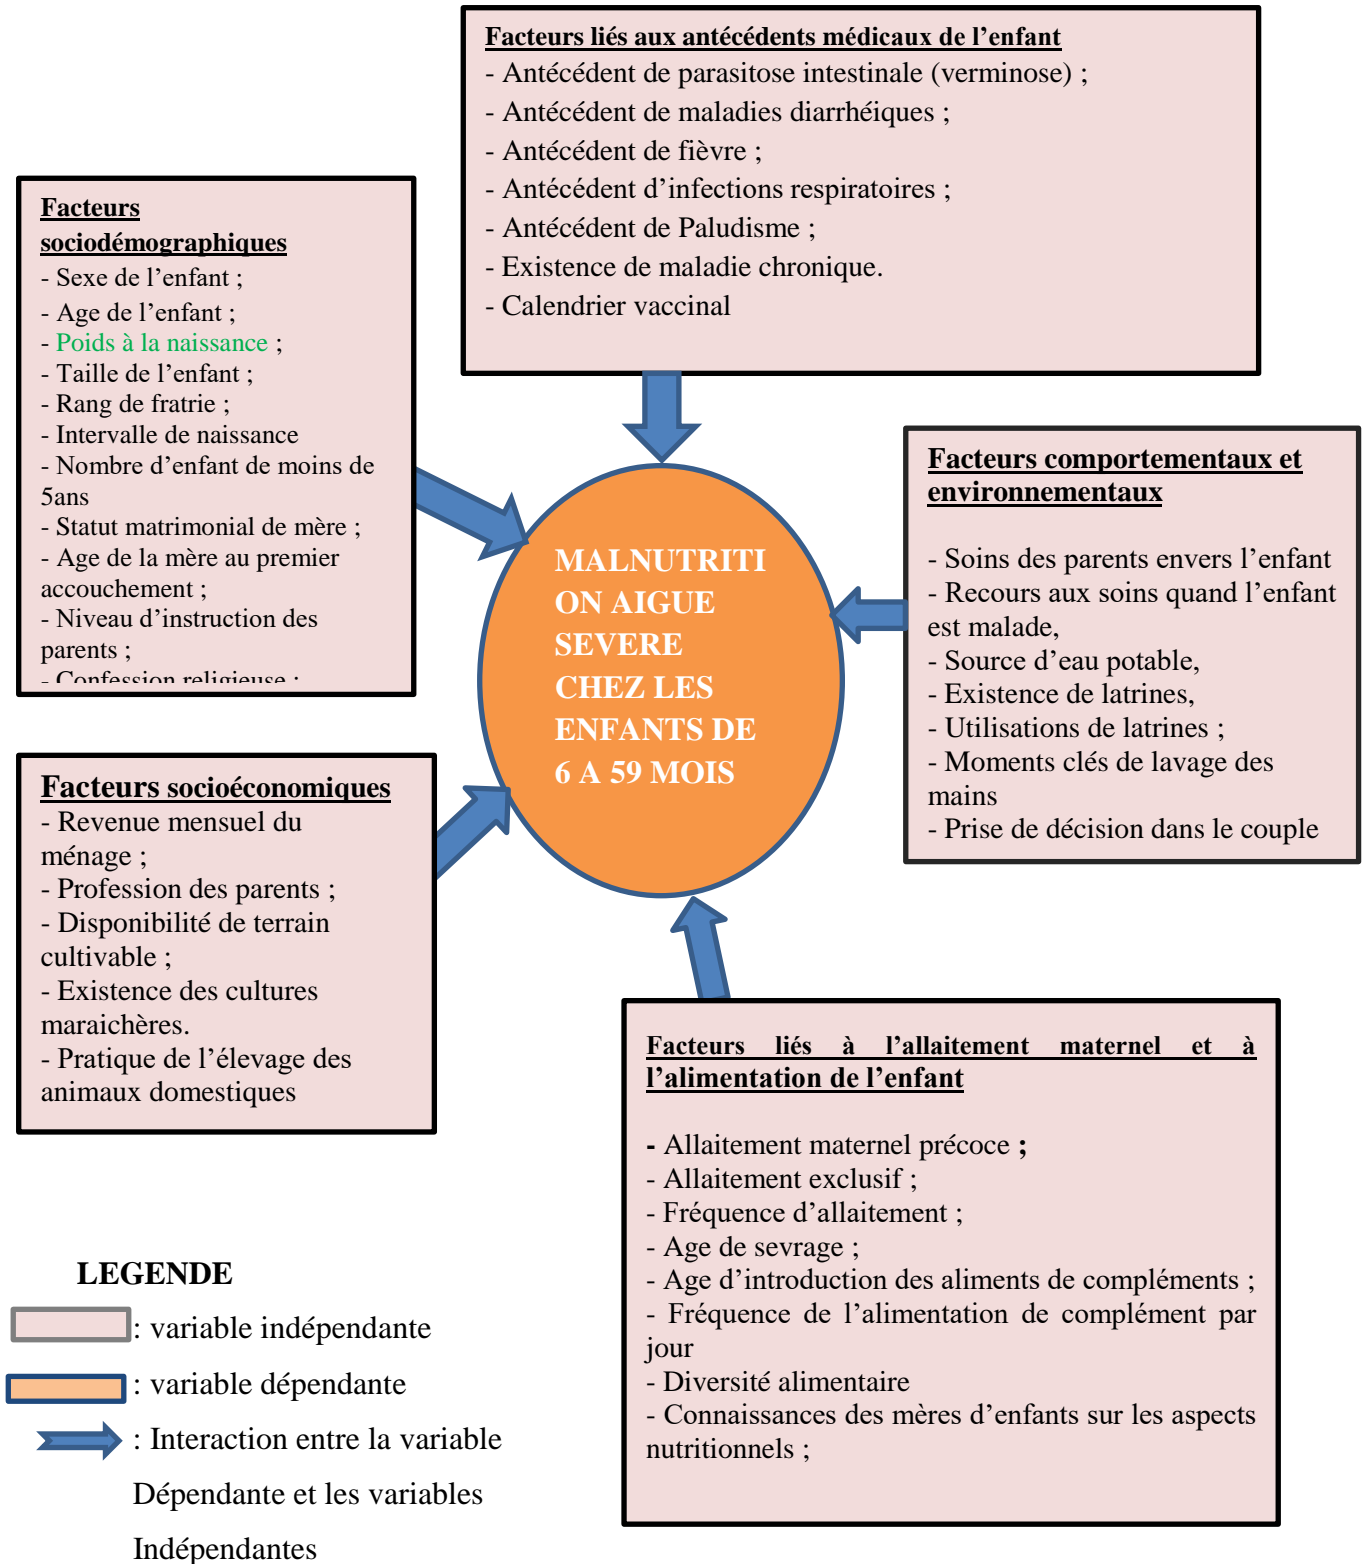 Facteurs liés aux antécédents médicaux de l’enfant
- Antécédent de parasitose intestinale (verminose) ;
- Antécédent de maladies diarrhéiques ;
- Antécédent de fièvre ;
- Antécédent d’infections respiratoires ;
- Antécédent de Paludisme ;
- Existence de maladie chronique.
- Calendrier vaccinal
Facteurs
sociodémographiques
- Sexe de l’enfant ;
- Age de l’enfant ;
- Poids à la naissance ;
- Taille de l’enfant ;
- Rang de fratrie ;
- Intervalle de naissance
- Nombre d’enfant de moins de
5ans
- Statut matrimonial de mère ;
- Age de la mère au premier
accouchement ;
- Niveau d’instruction des
parents ;
- Confession religieuse ;
MALNUTRITI
ON AIGUE
SEVERE
CHEZ LES
ENFANTS DE
6 A 59 MOIS
Facteurs comportementaux et
environnementaux
- Soins des parents envers l’enfant
- Recours aux soins quand l’enfant
est malade,
- Source d’eau potable,
- Existence de latrines,
- Utilisations de latrines ;
- Moments clés de lavage des
mains
- Prise de décision dans le couple
Facteurs socioéconomiques
- Revenue mensuel du
ménage ;
- Profession des parents ;
- Disponibilité de terrain
cultivable ;
- Existence des cultures
maraichères.
- Pratique de l’élevage des
animaux domestiques
Facteurs liés à l’allaitement maternel et à
l’alimentation de l’enfant
- Allaitement maternel précoce ;
- Allaitement exclusif ;
- Fréquence d’allaitement ;
- Age de sevrage ;
- Age d’introduction des aliments de compléments ;
- Fréquence de l’alimentation de complément par
jour
- Diversité alimentaire
- Connaissances des mères d’enfants sur les aspects
nutritionnels ;
LEGENDE
: variable indépendante
: variable dépendante
: Interaction entre la variable
Dépendante et les variables
Indépendantes